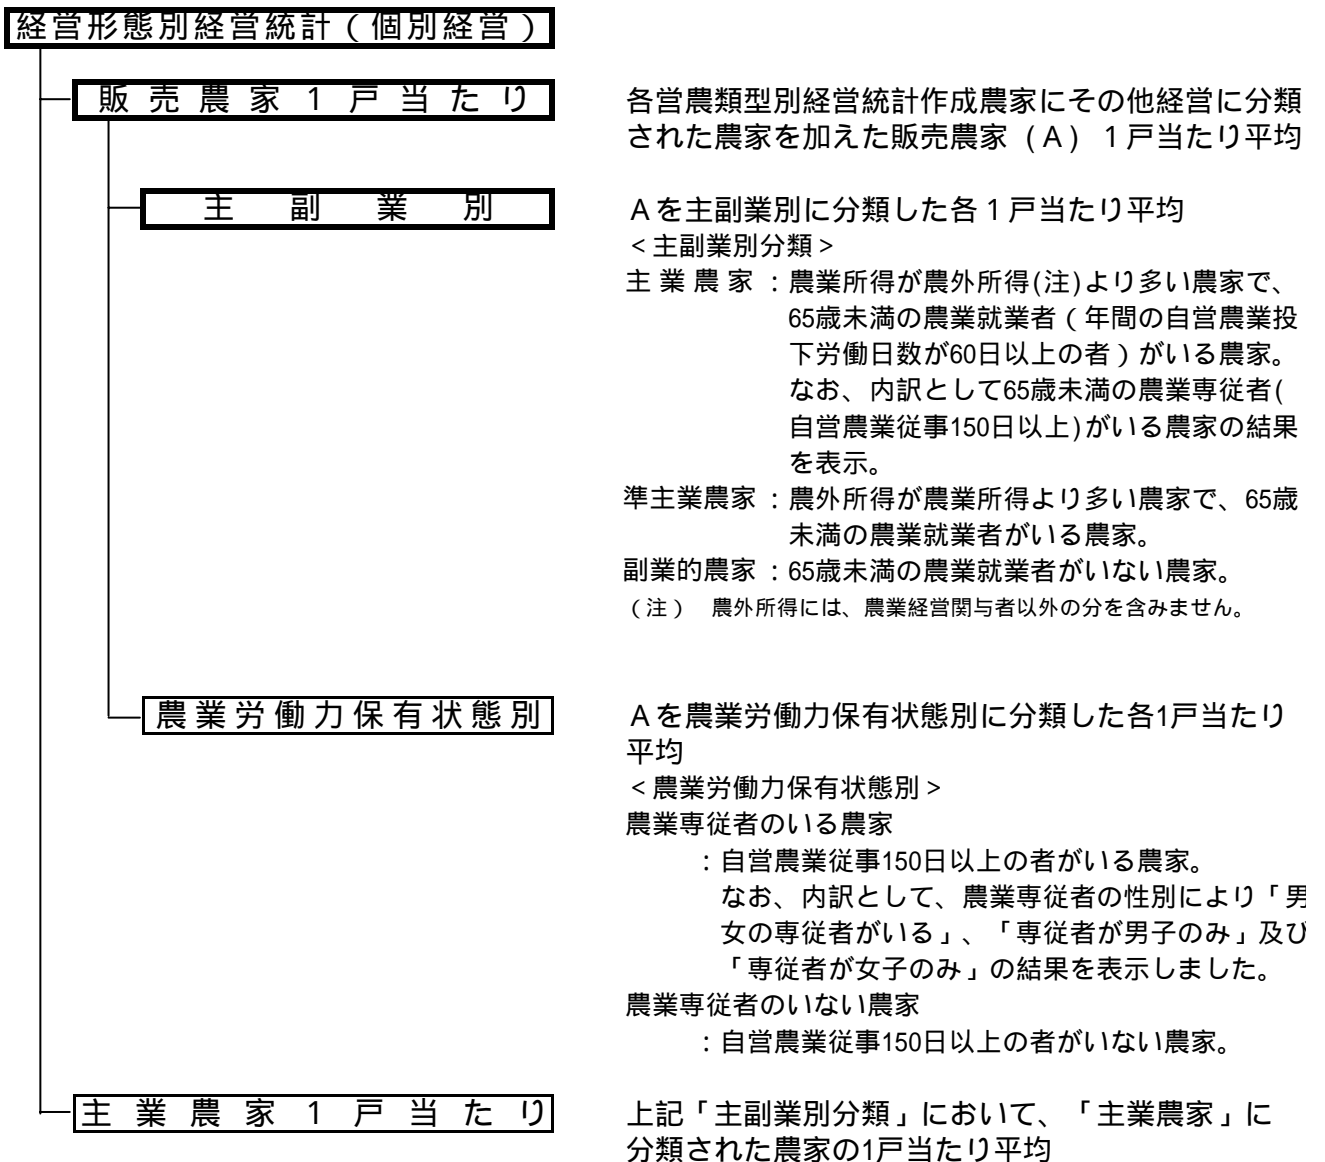 経営形態別経営統計（個別経営）
販売農家1戸当たり
各営農類型別経営統計作成農家にその他経営に分類
された農家を加えた販売農家（Ａ）１戸当たり平均
主副業別
Ａを主副業別に分類した各１戸当たり平均
＜主副業別分類＞
主業農家：農業所得が農外所得(注)より多い農家で、
65歳未満の農業就業者（年間の自営農業投
下労働日数が60日以上の者）がいる農家。
なお、内訳として65歳未満の農業専従者(
自営農業従事150日以上)がいる農家の結果
を表示。
準主業農家：農外所得が農業所得より多い農家で、65歳
未満の農業就業者がいる農家。
副業的農家：65歳未満の農業就業者がいない農家。
（注）　農外所得には、農業経営関与者以外の分を含みません。
農業労働力保有状態別
Ａを農業労働力保有状態別に分類した各1戸当たり
平均
＜農業労働力保有状態別＞
農業専従者のいる農家
：自営農業従事150日以上の者がいる農家。
なお、内訳として、農業専従者の性別により「男
女の専従者がいる」、「専従者が男子のみ」及び
「専従者が女子のみ」の結果を表示しました。
農業専従者のいない農家
：自営農業従事150日以上の者がいない農家。
主業農家1戸当たり
上記「主副業別分類」において、「主業農家」に
分類された農家の1戸当たり平均